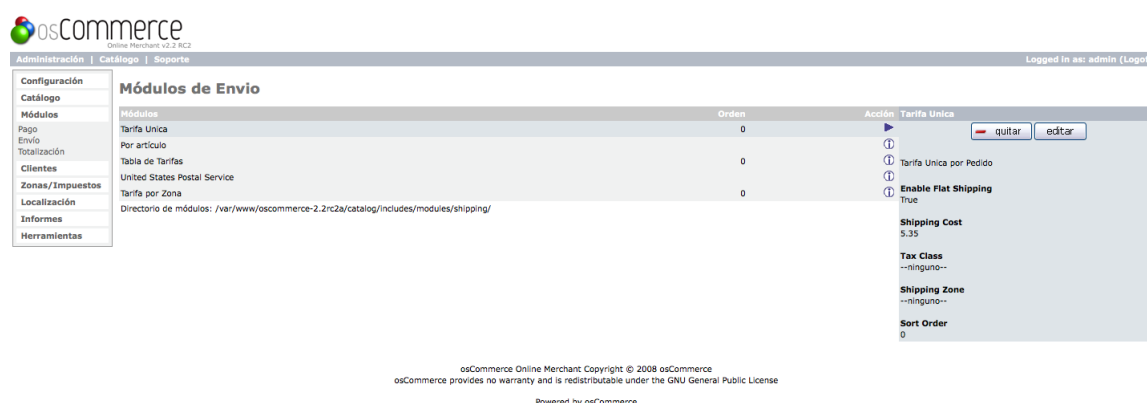 osCommerce
Online Merchant v2.2 RC2
Administración | Catálogo | Soporte
Logged in as: admin (Logof
Configuración
Catálogo
Módulos
Pago
Envío
Totalización
Clientes
Zonas/Impuestos
Localización
Informes
Herramientas
Módulos de Envio
Módulos Orden Acción
Tarifa Unica 0
Por artículo
Tabla de Tarifas 0
United States Postal Service
Tarifa por Zona 0
Directorio de módulos: /var/www/oscommerce-2.2rc2a/catalog/includes/modules/shipping/
Tarifa Unica
quitar editar
Tarifa Unica por Pedido
Enable Flat Shipping
True
Shipping Cost
5.35
Tax Class
--ninguno--
Shipping Zone
--ninguno--
Sort Order
0
osCommerce Online Merchant Copyright © 2008 osCommerce
osCommerce provides no warranty and is redistributable under the GNU General Public License
Powered by osCommerce